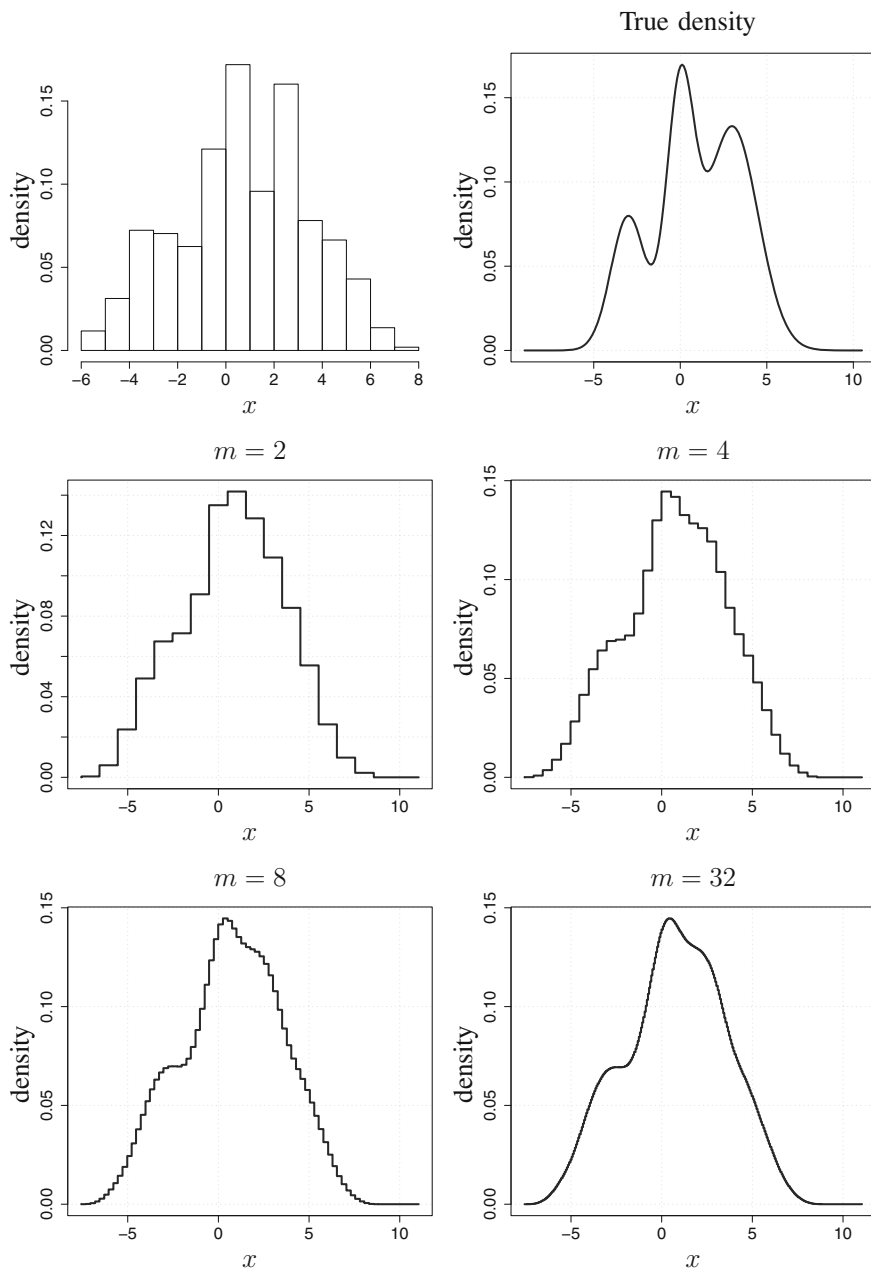 True density
density
0.00 0.05 0.10 0.15
−6 −4 −2 0 2 4 6 8
x
density
0.00 0.05 0.10 0.15
−5 0 5 10
x
m = 2
density
0.00 0.04 0.08 0.12
−5 0 5 10
x
m = 4
density
0.00 0.05 0.10 0.15
−5 0 5 10
x
m = 8
density
0.00 0.05 0.10 0.15
−5 0 5 10
x
m = 32
density
0.00 0.05 0.10 0.15
−5 0 5 10
x